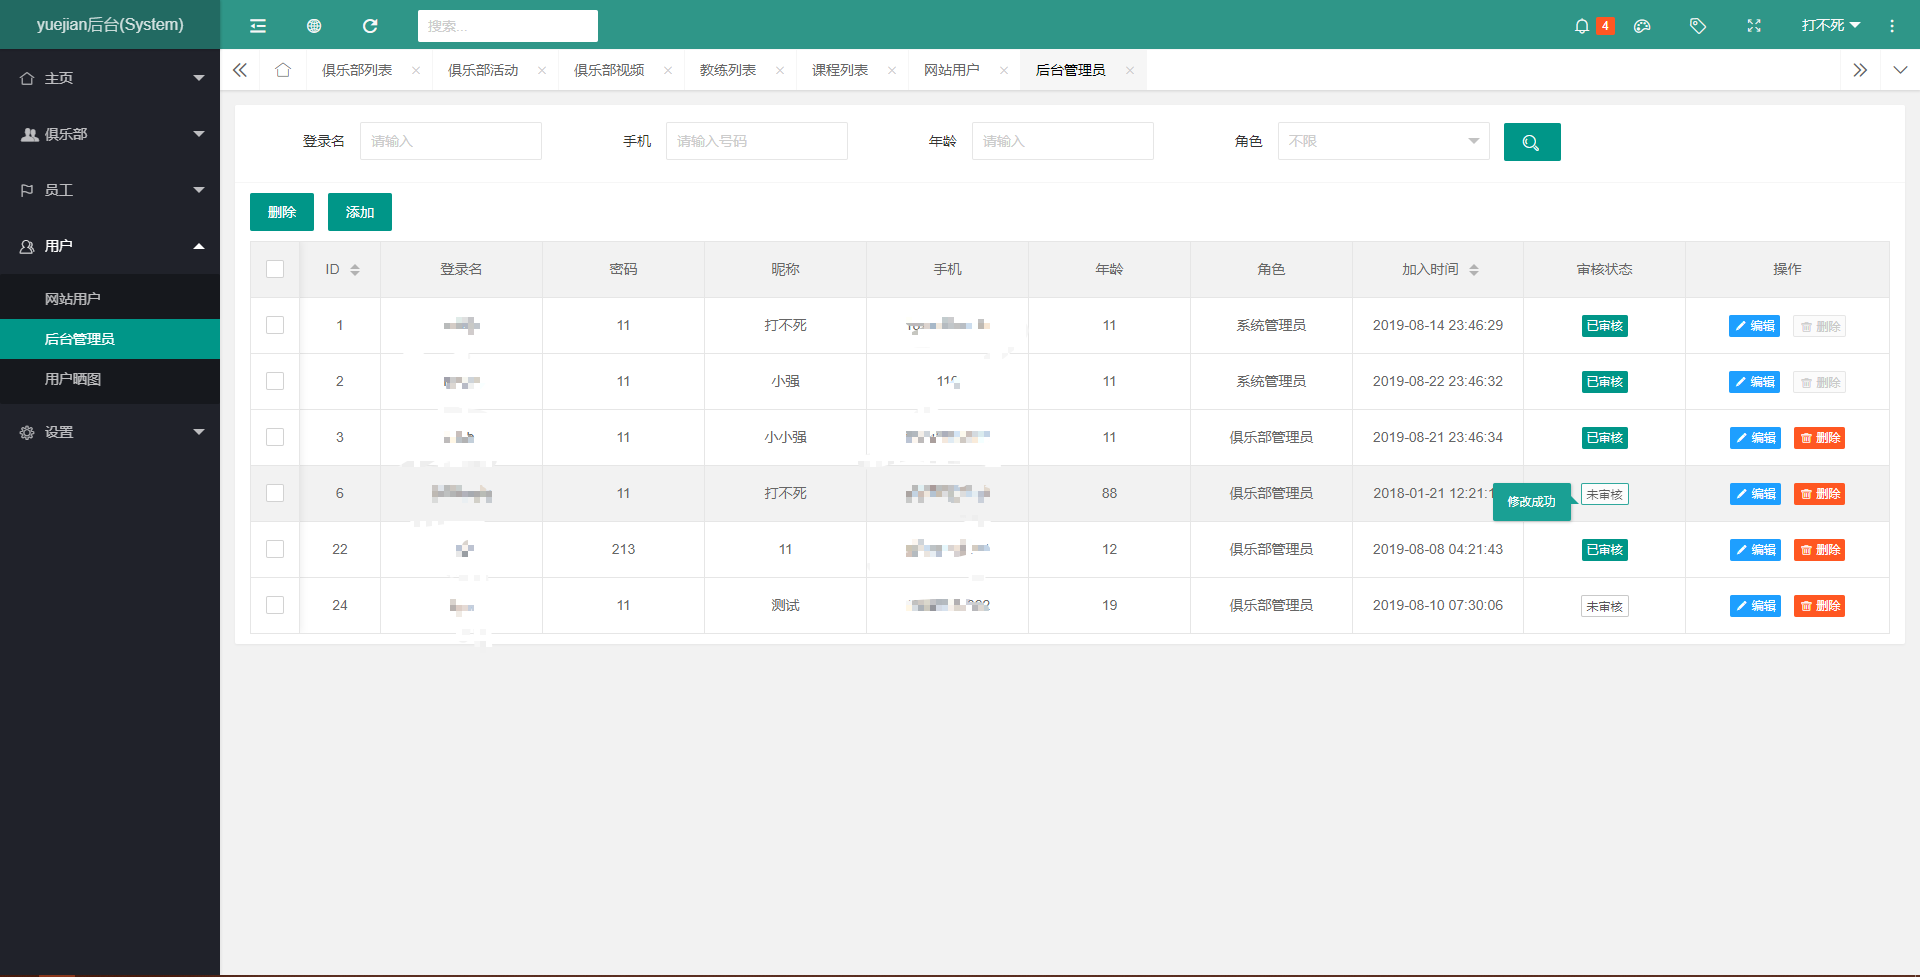 yuejian后台(System)
搜索...
4
打不死
主页
俱乐部
员工
用户
网站用户
后台管理员
用户晒图
设置
俱乐部列表 俱乐部活动 俱乐部视频 教练列表 课程列表 网站用户 后台管理员
登录名 请输入 手机 请输入号码 年龄 请输入 角色 不限
删除 添加
ID 登录名 密码 昵称 手机 年龄 角色 加入时间 审核状态 操作
1 11 打不死 11 系统管理员 2019-08-14 23:46:29 已审核 编辑 删除
2 11 小强 11 系统管理员 2019-08-22 23:46:32 已审核 编辑 删除
3 11 小小强 11 俱乐部管理员 2019-08-21 23:46:34 已审核 编辑 删除
6 11 打不死 88 俱乐部管理员 2018-01-21 12:21:1 修改成功 未审核 编辑 删除
22 213 11 12 俱乐部管理员 2019-08-08 04:21:43 已审核 编辑 删除
24 11 测试 19 俱乐部管理员 2019-08-10 07:30:06 未审核 编辑 删除